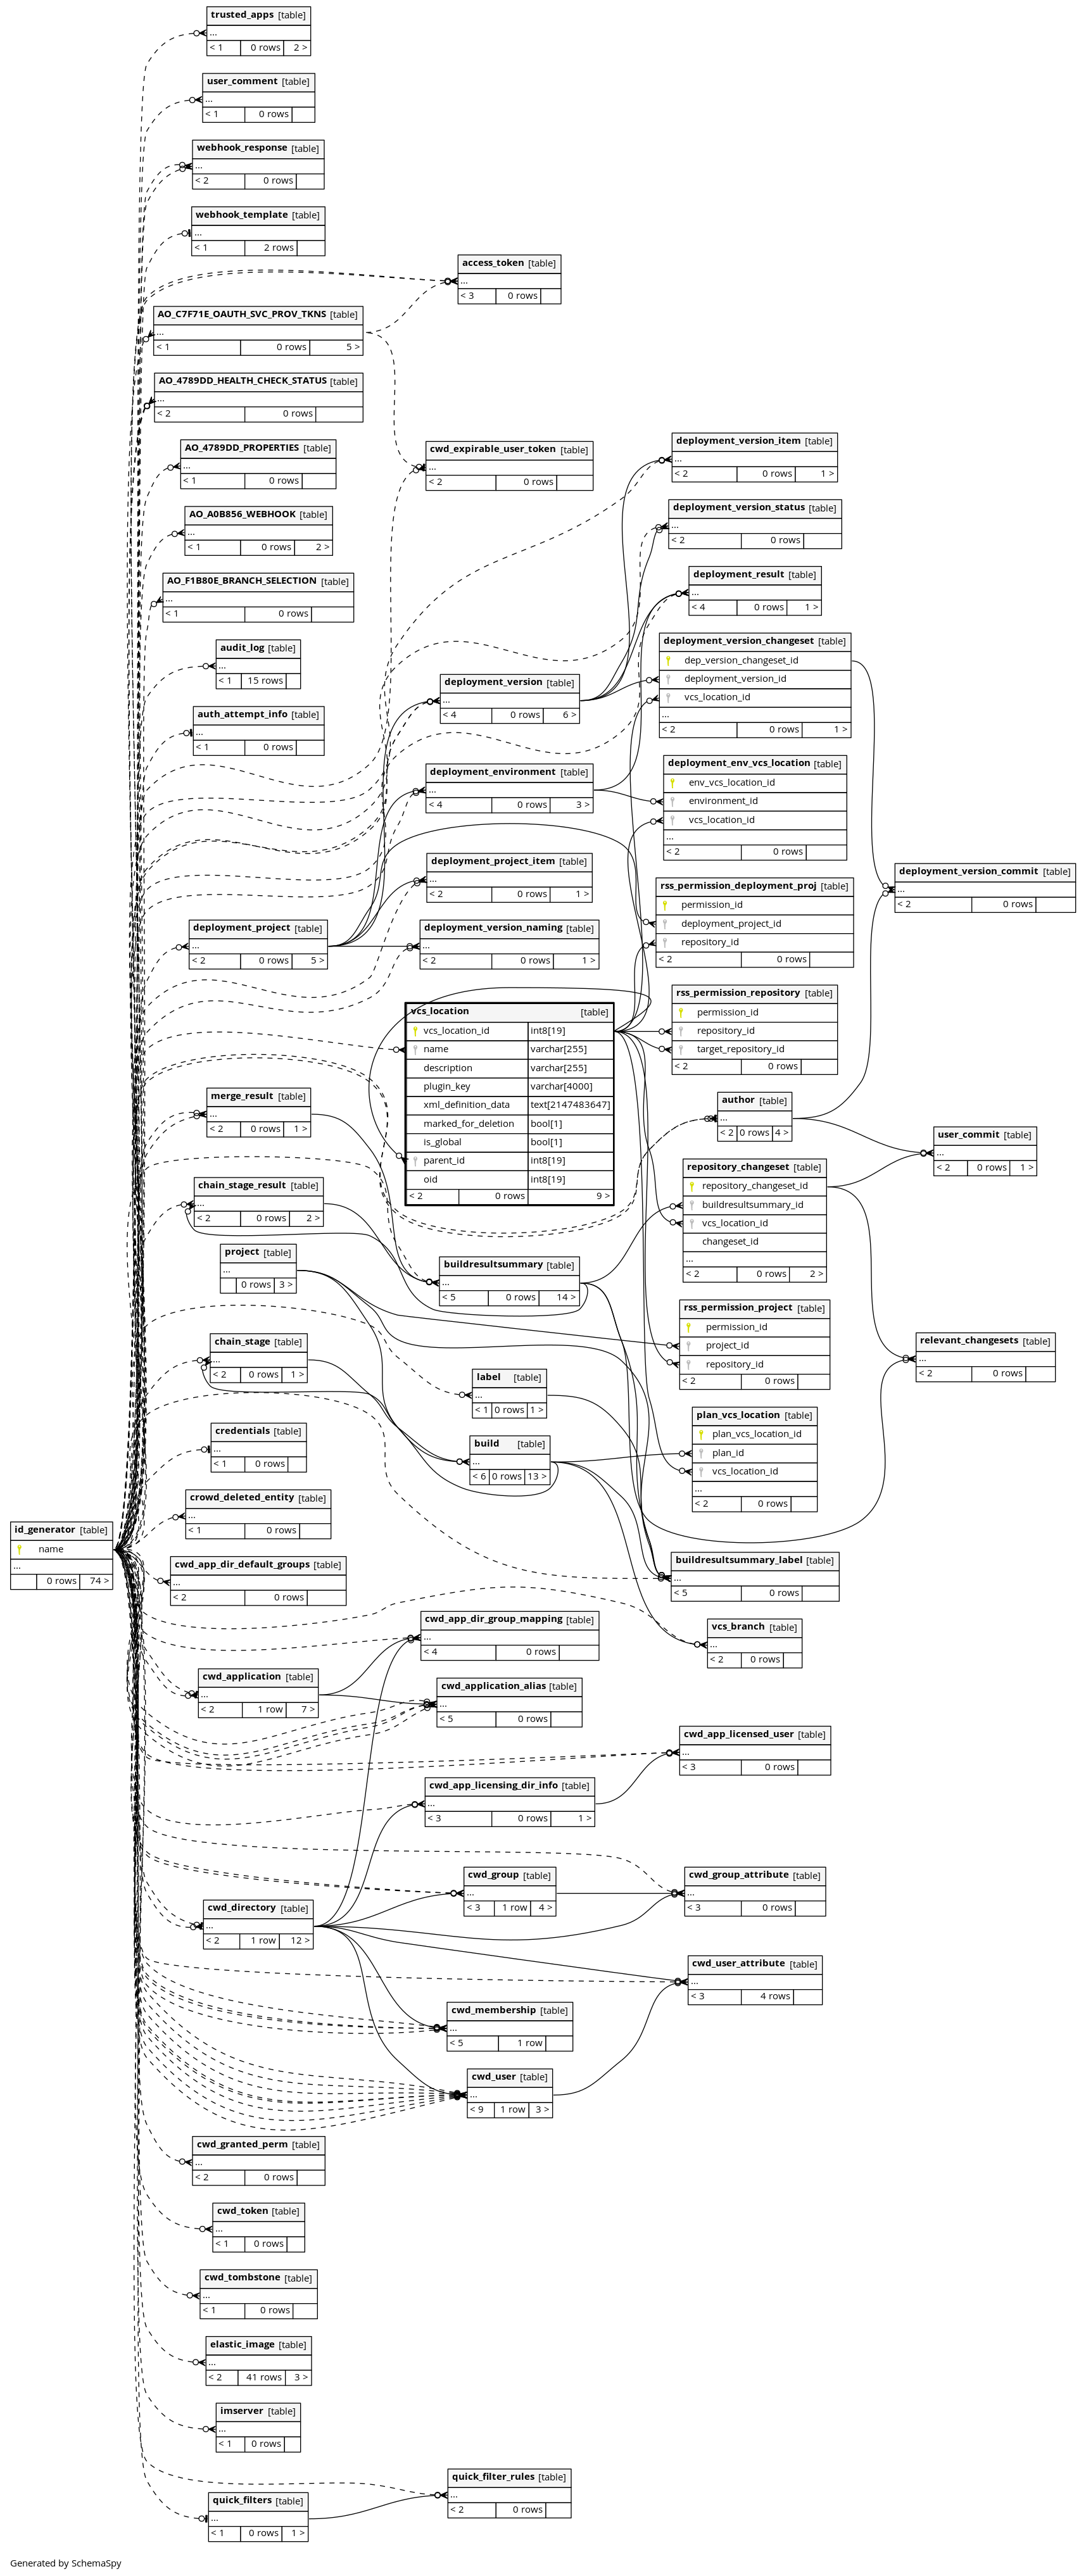 trusted_apps [table]
...
< 1 0 rows 2 >
user_comment [table]
...
< 1 0 rows
webhook_response [table]
...
< 2 0 rows
webhook_template [table]
...
< 1 2 rows
access_token [table]
...
< 3 0 rows
AO_C7F71E_OAUTH_SVC_PROV_TKNS [table]
...
< 1 0 rows 5 >
AO_4789DD_HEALTH_CHECK_STATUS [table]
...
< 2 0 rows
AO_4789DD_PROPERTIES [table]
...
< 1 0 rows
cwd_expirable_user_token [table]
...
< 2 0 rows
deployment_version_item [table]
...
< 2 0 rows 1 >
AO_A0B856_WEBHOOK [table]
...
< 1 0 rows 2 >
deployment_version_status [table]
...
< 2 0 rows
AO_F1B80E_BRANCH_SELECTION [table]
...
< 1 0 rows
deployment_result [table]
...
< 4 0 rows 1 >
audit_log [table]
...
< 1 15 rows
deployment_version_changeset [table]
dep_version_changeset_id
deployment_version_id
vcs_location_id
...
< 2 0 rows 1 >
deployment_version [table]
...
< 4 0 rows 6 >
auth_attempt_info [table]
...
< 1 0 rows
deployment_environment [table]
...
< 4 0 rows 3 >
deployment_env_vcs_location [table]
env_vcs_location_id
environment_id
vcs_location_id
...
< 2 0 rows
deployment_project_item [table]
...
< 2 0 rows 1 >
deployment_version_commit [table]
...
< 2 0 rows
rss_permission_deployment_proj [table]
permission_id
deployment_project_id
repository_id
< 2 0 rows
deployment_project [table]
...
< 2 0 rows 5 >
deployment_version_naming [table]
...
< 2 0 rows 1 >
rss_permission_repository [table]
permission_id
repository_id
target_repository_id
< 2 0 rows
vcs_location [table]
vcs_location_id int8[19]
name varchar[255]
description varchar[255]
plugin_key varchar[4000]
xml_definition_data text[2147483647]
marked_for_deletion bool[1]
is_global bool[1]
parent_id int8[19]
oid int8[19]
< 2 0 rows 9 >
merge_result [table]
...
< 2 0 rows 1 >
author [table]
...
< 2 0 rows 4 >
user_commit [table]
...
< 2 0 rows 1 >
repository_changeset [table]
repository_changeset_id
buildresultsummary_id
vcs_location_id
changeset_id
...
< 2 0 rows 2 >
chain_stage_result [table]
...
< 2 0 rows 2 >
project [table]
...
0 rows 3 >
buildresultsummary [table]
...
< 5 0 rows 14 >
rss_permission_project [table]
permission_id
project_id
repository_id
< 2 0 rows
chain_stage [table]
...
< 2 0 rows 1 >
relevant_changesets [table]
...
< 2 0 rows
label [table]
...
< 1 0 rows 1 >
plan_vcs_location [table]
plan_vcs_location_id
plan_id
vcs_location_id
...
< 2 0 rows
credentials [table]
...
< 1 0 rows
build [table]
...
< 6 0 rows 13 >
crowd_deleted_entity [table]
...
< 1 0 rows
id_generator [table]
name
...
0 rows 74 >
cwd_app_dir_default_groups [table]
...
< 2 0 rows
buildresultsummary_label [table]
...
< 5 0 rows
cwd_app_dir_group_mapping [table]
...
< 4 0 rows
vcs_branch [table]
...
< 2 0 rows
cwd_application [table]
...
< 2 1 row 7 >
cwd_application_alias [table]
...
< 5 0 rows
cwd_app_licensed_user [table]
...
< 3 0 rows
cwd_app_licensing_dir_info [table]
...
< 3 0 rows 1 >
cwd_group [table]
...
< 3 1 row 4 >
cwd_group_attribute [table]
...
< 3 0 rows
cwd_directory [table]
...
< 2 1 row 12 >
cwd_user_attribute [table]
...
< 3 4 rows
cwd_membership [table]
...
< 5 1 row
cwd_user [table]
...
< 9 1 row 3 >
cwd_granted_perm [table]
...
< 2 0 rows
cwd_token [table]
...
< 1 0 rows
cwd_tombstone [table]
...
< 1 0 rows
elastic_image [table]
...
< 2 41 rows 3 >
imserver [table]
...
< 1 0 rows
quick_filter_rules [table]
...
< 2 0 rows
quick_filters [table]
...
< 1 0 rows 1 >
Generated by SchemaSpy